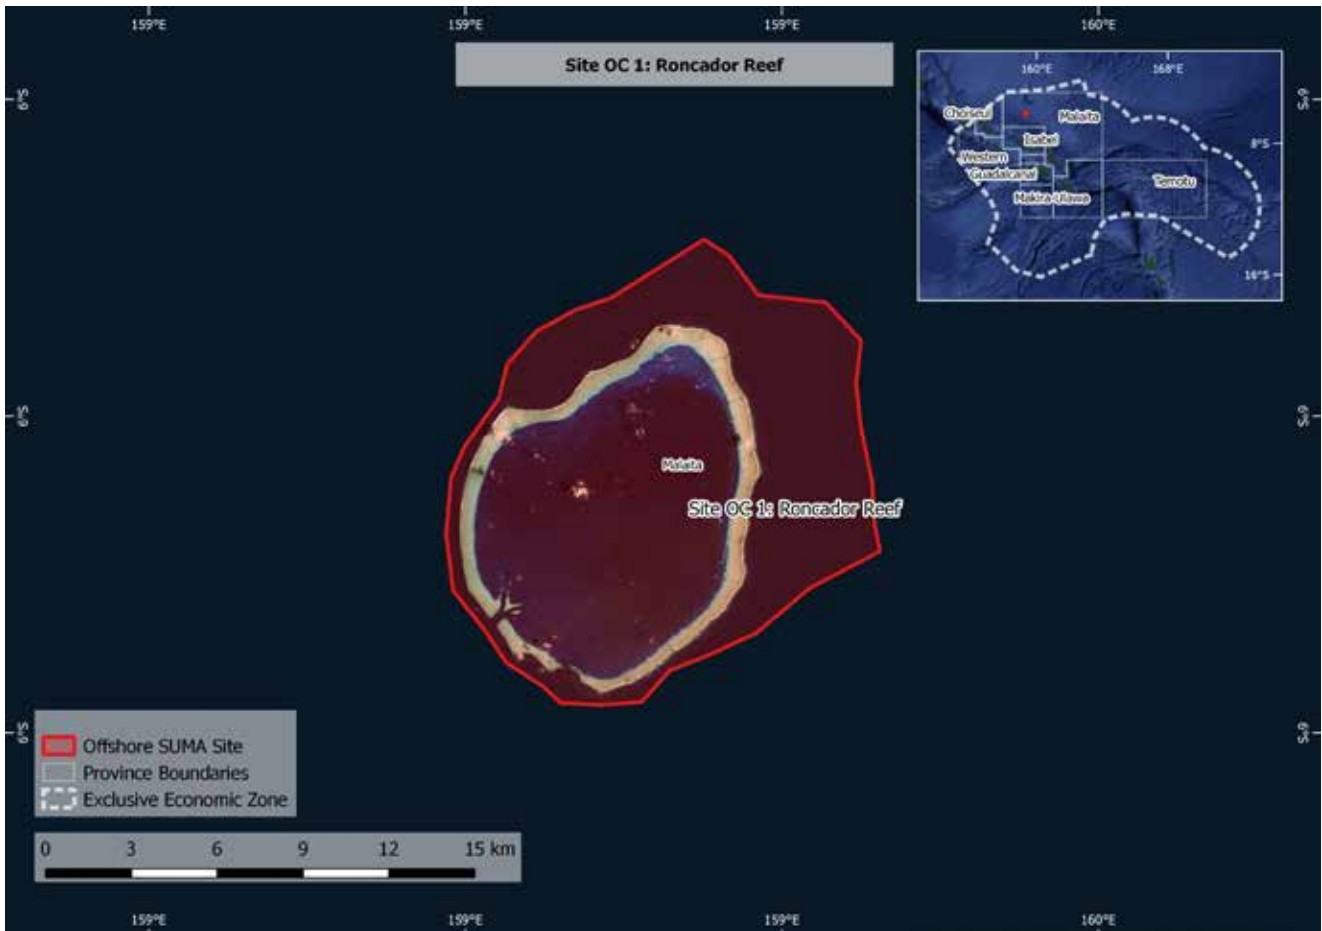 159°E 159°E 159°E 160°E
Site OC 1: Roncador Reef
160°E 168°E
Choiseul
Malaita
Isabel
8°S
Western
Guadalcanal
Temotu
Makira-Ulawa
16°S
6°S 6°S
6°S 6°S
Malaita
Site OC 1: Roncador Reef
6°S 6°S
Offshore SUMA Site
Province Boundaries
Exclusive Economic Zone
0 3 6 9 12 15 km
159°E 159°E 159°E 160°E